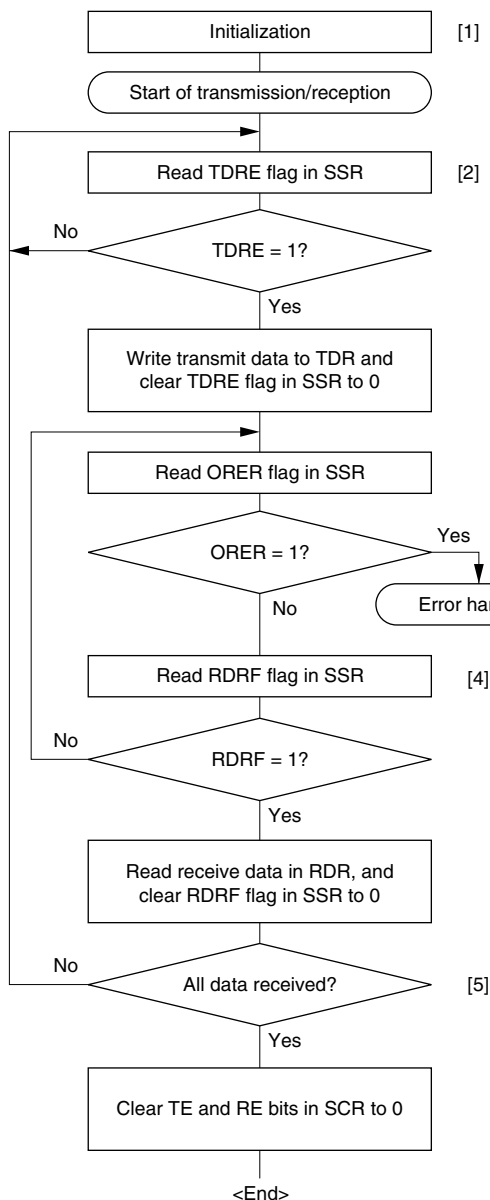 Initialization [1]
Start of transmission/reception
Read TDRE flag in SSR [2]
No
TDRE = 1?
Yes
Write transmit data to TDR and
clear TDRE flag in SSR to 0
Read ORER flag in SSR
ORER = 1?
Yes
Error
No
Read RDRF flag in SSR [4]
No
RDRF = 1?
Yes
Read receive data in RDR, and
clear RDRF flag in SSR to 0
No
All data received? [5]
Yes
Clear TE and RE bits in SCR to 0
<End>